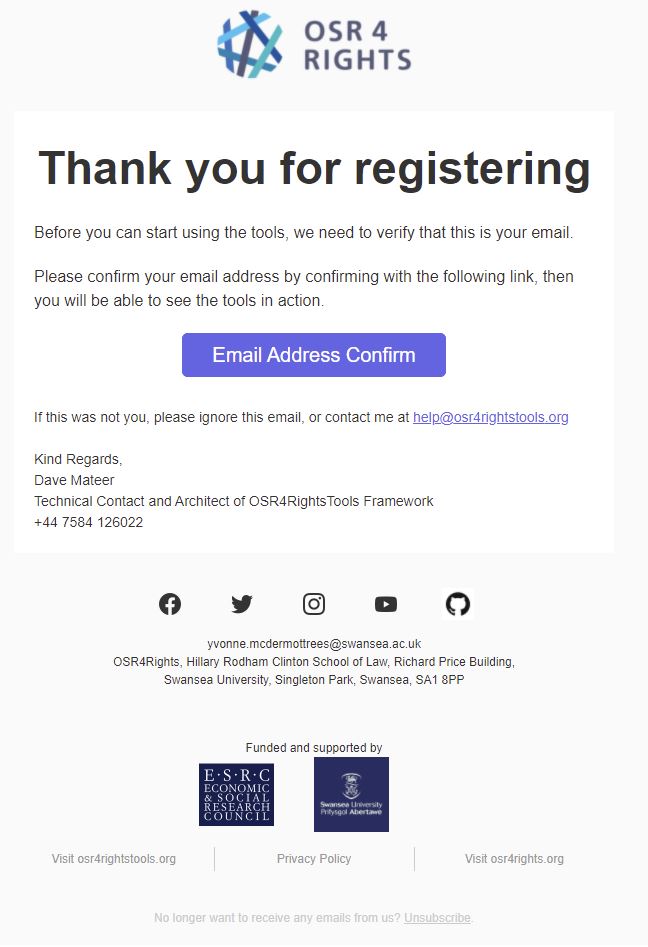 OSR 4
RIGHTS
Thank you for registering
Before you can start using the tools, we need to verify that this is your email.
Please confirm your email address by confirming with the following link, then
you will be able to see the tools in action.
Email Address Confirm
If this was not you, please ignore this email, or contact me at help@osr4rightstools.org
Kind Regards,
Dave Mateer
Technical Contact and Architect of OSR4RightsTools Framework
+44 7584 126022
yvonne.mcdermottrees@swansea.ac.uk
OSR4Rights, Hillary Rodham Clinton School of Law, Richard Price Building,
Swansea University, Singleton Park, Swansea, SA1 8PP
Funded and supported by
E·S·R·C
ECONOMIC
& SOCIAL
RESEARCH
COUNCIL
Swansea University
Prifysgol Abertawe
Visit osr4rightstools.org
Privacy Policy
Visit osr4rights.org
No longer want to receive any emails from us? Unsubscribe.